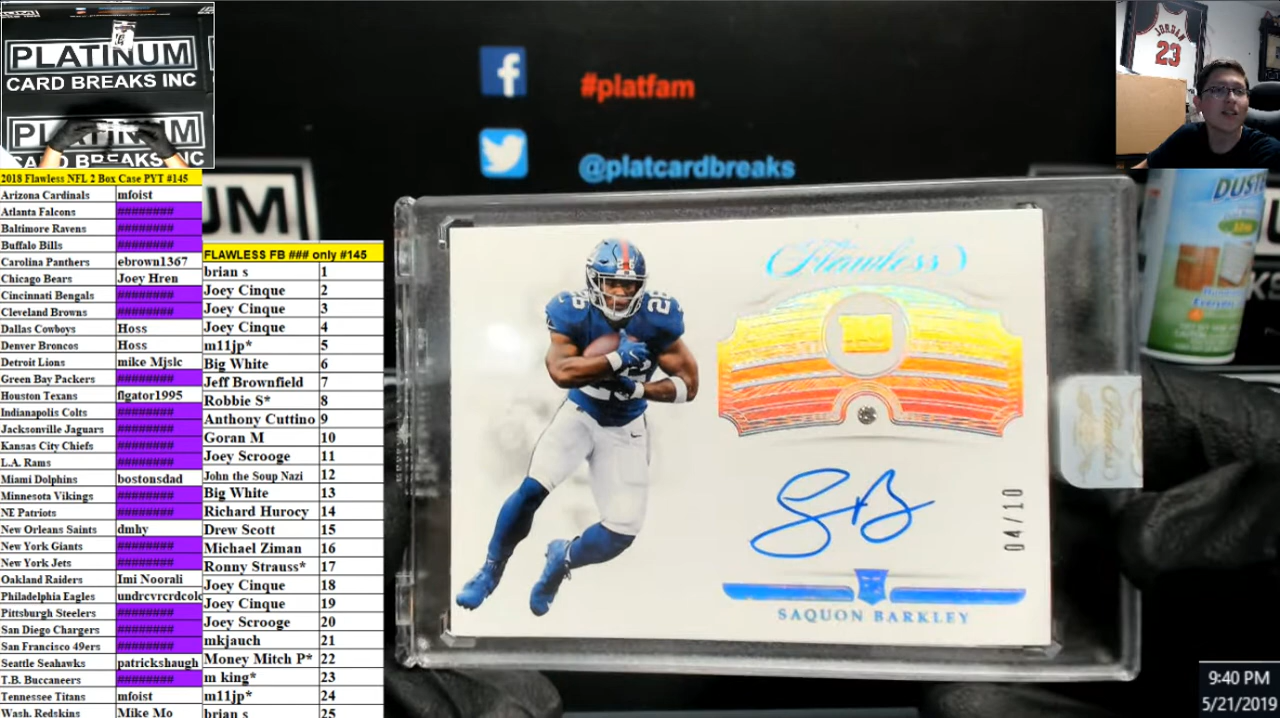 PLATINUM
CARD BREAKS INC
PLATINUM
CARD BREAKS INC
#platfam
@platcardbreaks
JORDAN
23
DUST
UM
2018 Flawless NFL 2 Box Case PYT #145
Arizona Cardinals mfoist
Atlanta Falcons ########
Baltimore Ravens ########
Buffalo Bills ########
Carolina Panthers ebrown1367
Chicago Bears Joey Hren
Cincinnati Bengals ########
Cleveland Browns ########
Dallas Cowboys Hoss
Denver Broncos Hoss
Detroit Lions mike Mjslc
Green Bay Packers ########
Houston Texans flgator1995
Indianapolis Colts ########
Jacksonville Jaguars ########
Kansas City Chiefs ########
L.A. Rams ########
Miami Dolphins bostonsdad
Minnesota Vikings ########
NE Patriots ########
New Orleans Saints dmhy
New York Giants ########
New York Jets ########
Oakland Raiders Imi Noorali
Philadelphia Eagles undrcvrcrdcolc
Pittsburgh Steelers ########
San Diego Chargers ########
San Francisco 49ers ########
Seattle Seahawks patrickshaugh
T.B. Buccaneers ########
Tennessee Titans mfoist
Wash. Redskins Mike Mo
FLAWLESS FB ### only #145
brian s 1
Joey Cinque 2
Joey Cinque 3
Joey Cinque 4
m11jp* 5
Big White 6
Jeff Brownfield 7
Robbie S* 8
Anthony Cuttino 9
Goran M 10
Joey Scrooge 11
John the Soup Nazi 12
Big White 13
Richard Hurocy 14
Drew Scott 15
Michael Ziman 16
Ronny Strauss* 17
Joey Cinque 18
Joey Cinque 19
Joey Scrooge 20
mkjauch 21
Money Mitch P* 22
m king* 23
m11jp* 24
brian s 25
Flawless
26
SB
04/10
SAQUON BARKLEY
9:40 PM
5/21/2019